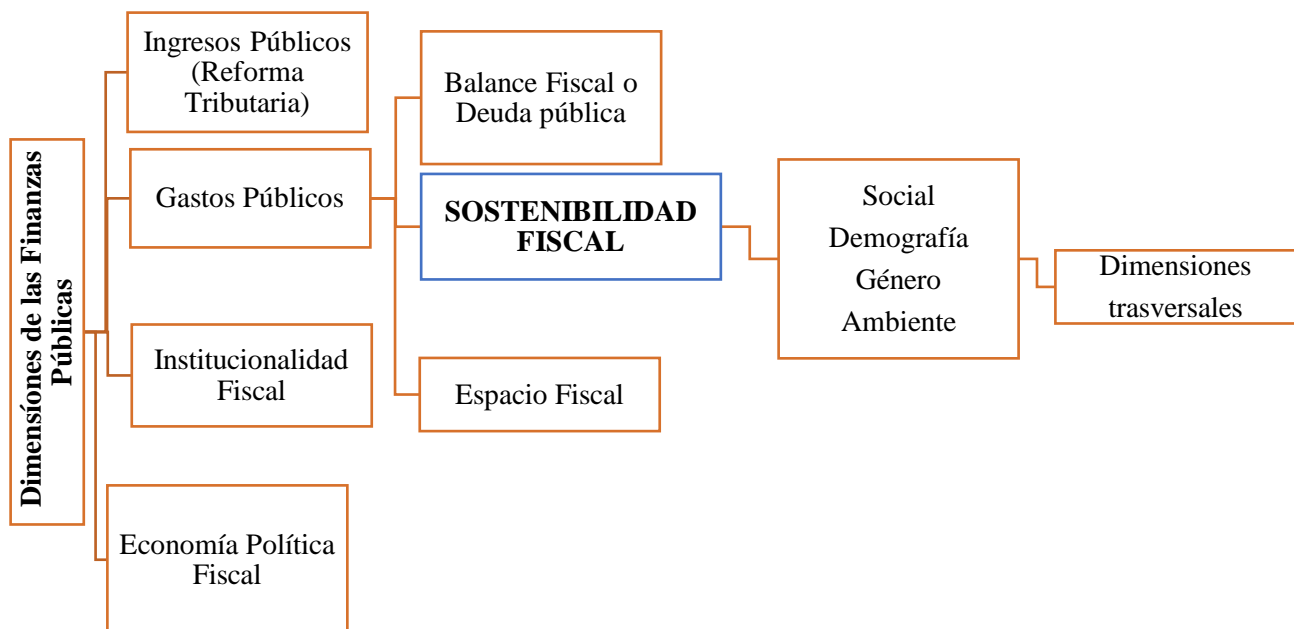 Dimensíones de las Finanzas
Públicas
Ingresos Públicos
(Reforma
Tributaria)
Gastos Públicos
Institucionalidad
Fiscal
Economía Política
Fiscal
Balance Fiscal o
Deuda pública
SOSTENIBILIDAD
FISCAL
Espacio Fiscal
Social
Demografía
Género
Ambiente
Dimensiones
trasversales